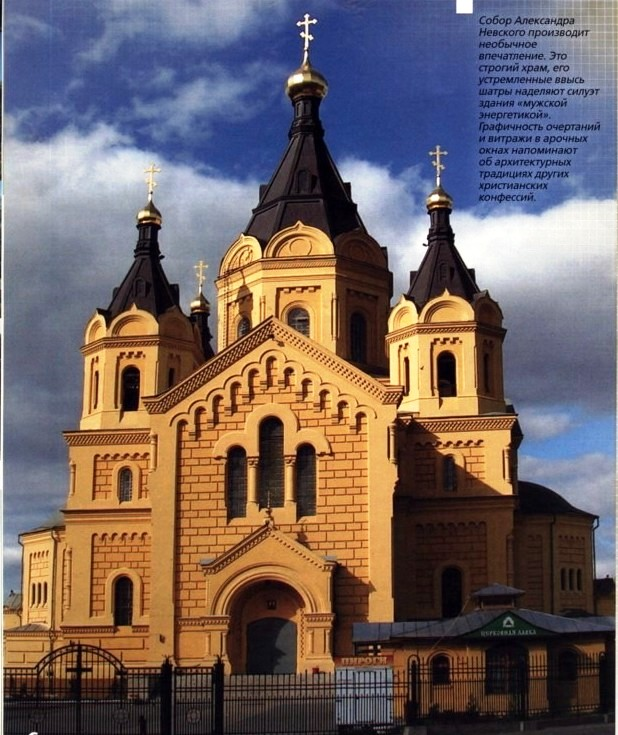 Собор Александра
Невского производит
необычное
впечатление. Это
строгий храм, его
устремленные ввысь
шатры наделяют силуэт
здания «мужской
энергетикой».
Графичность очертаний
и витражи в арочных
окнах напоминают
об архитектурных
традициях других
христианских
конфессий.
ЦЕРКОВНАЯ ЛАВКА
ПИРОГИ